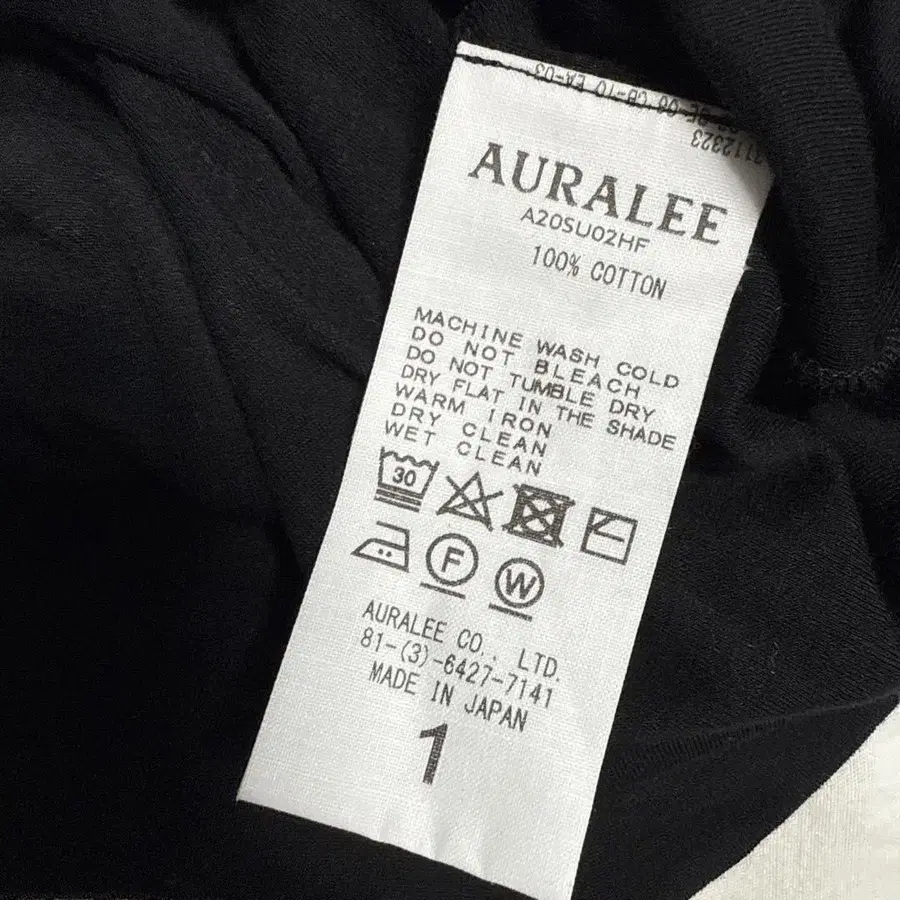 AURALEE
A20SU02HF
100% COTTON
MACHINE WASH COLD
DO NOT BLEACH
DO NOT TUMBLE DRY
DRY FLAT IN THE SHADE
WARM IRON
DRY CLEAN
WET CLEAN
30
F
W
AURALEE CO., LTD.
81-(3)-6427-7141
MADE IN JAPAN
1